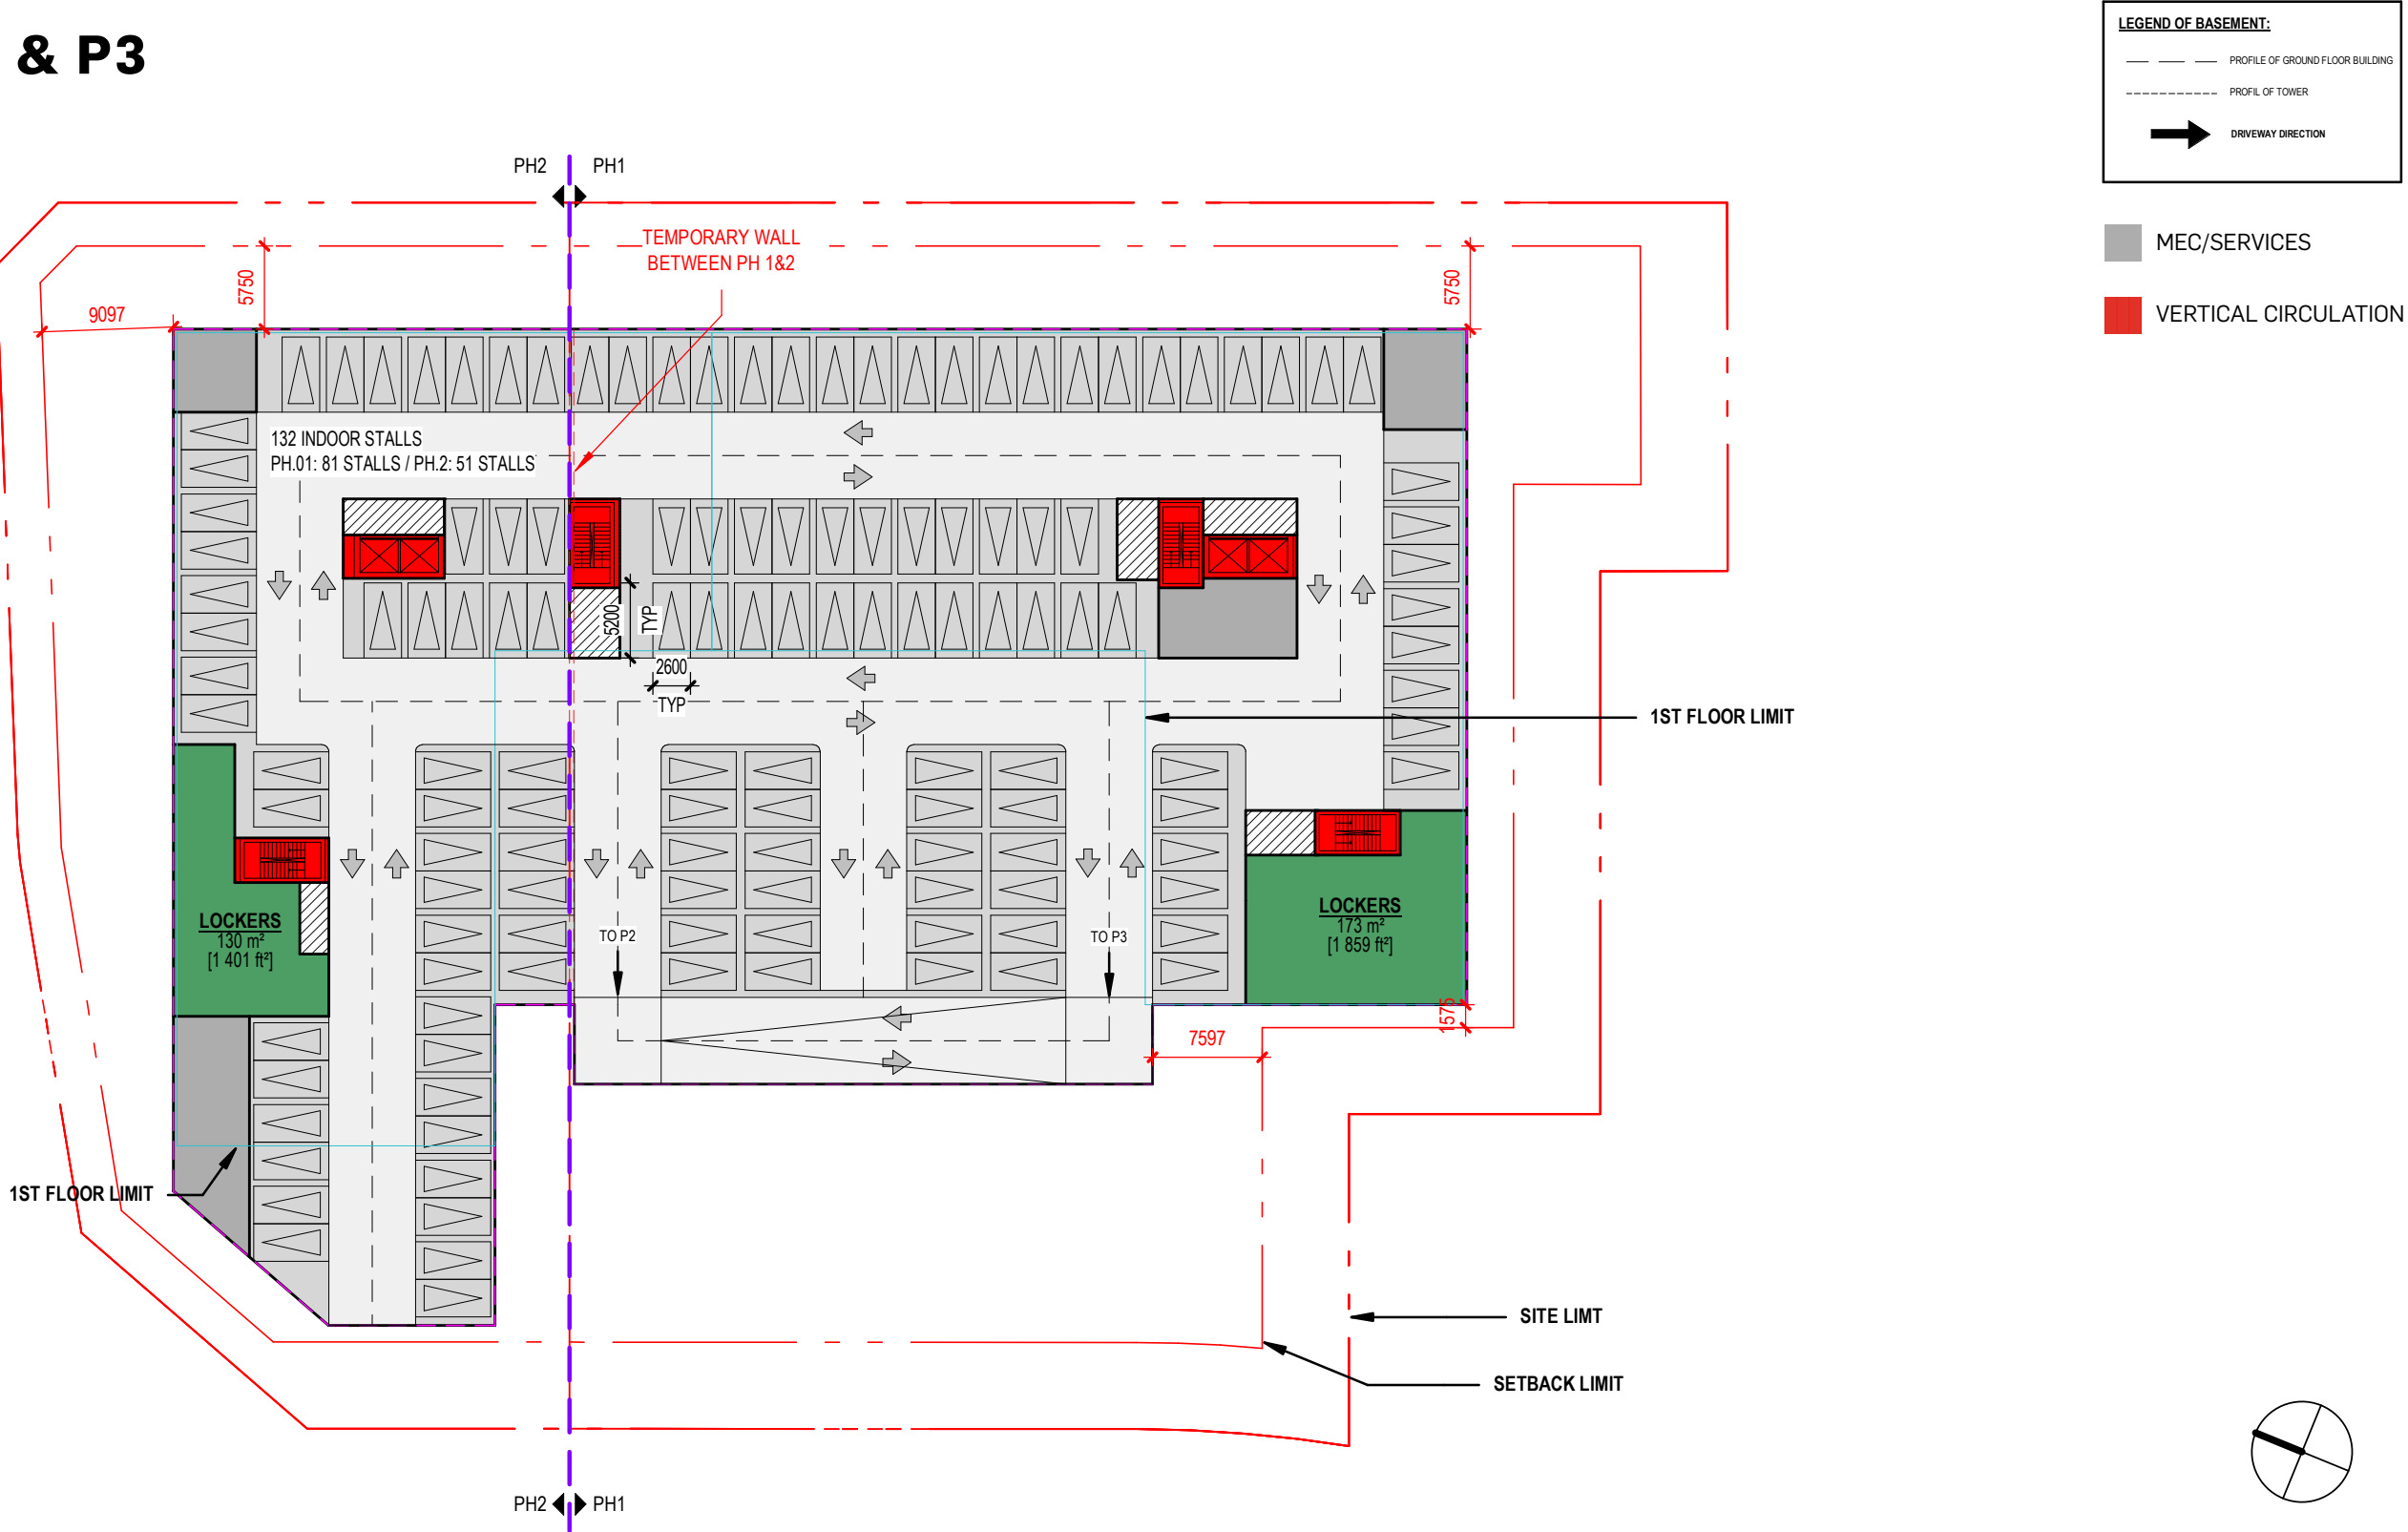 & P3
LEGEND OF BASEMENT:
PROFILE OF GROUND FLOOR BUILDING
PROFIL OF TOWER
DRIVEWAY DIRECTION
MEC/SERVICES
VERTICAL CIRCULATION
PH2
PH1
TEMPORARY WALL
BETWEEN PH 1&2
5750
5750
9097
132 INDOOR STALLS
PH.01: 81 STALLS / PH.2: 51 STALLS
5200
TYP
2600
TYP
1ST FLOOR LIMIT
LOCKERS
130 m²
[1 401 ft²]
TO P2
TO P3
LOCKERS
173 m²
[1 859 ft²]
1575
7597
1ST FLOOR LIMIT
SITE LIMT
SETBACK LIMIT
PH2
PH1